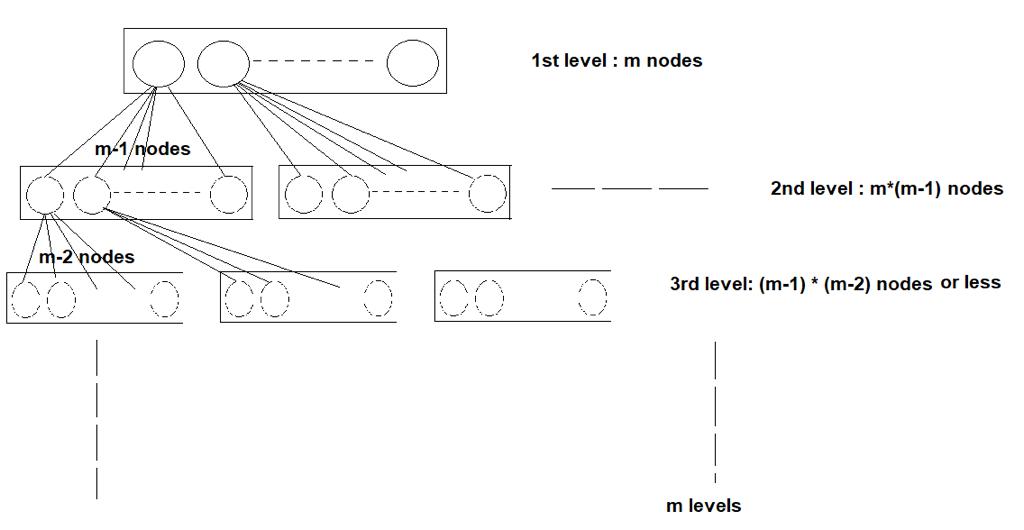 1st level : m nodes
m-1 nodes
2nd level : m*(m-1) nodes
m-2 nodes
3rd level: (m-1) * (m-2) nodes or less
m levels